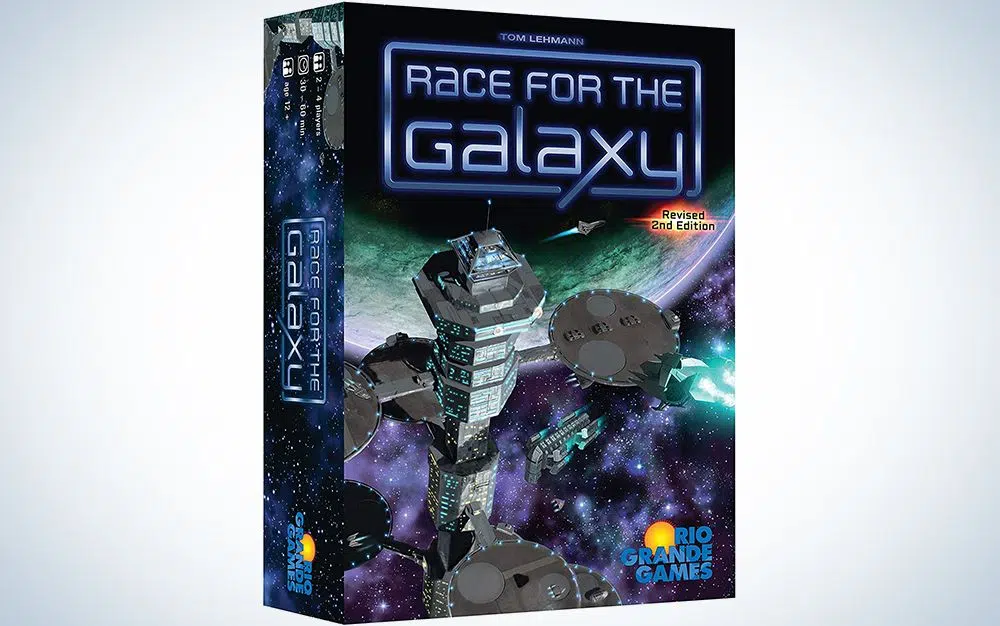 TOM LEHMANN
RACE FOR THE
GALAXY
Revised
2nd Edition
RIO
GRANDE
GAMES
2 - 4 players
30 - 60 min.
age 12 +
RACE FOR THE
GALAXY
RIO
GRANDE
GAMES